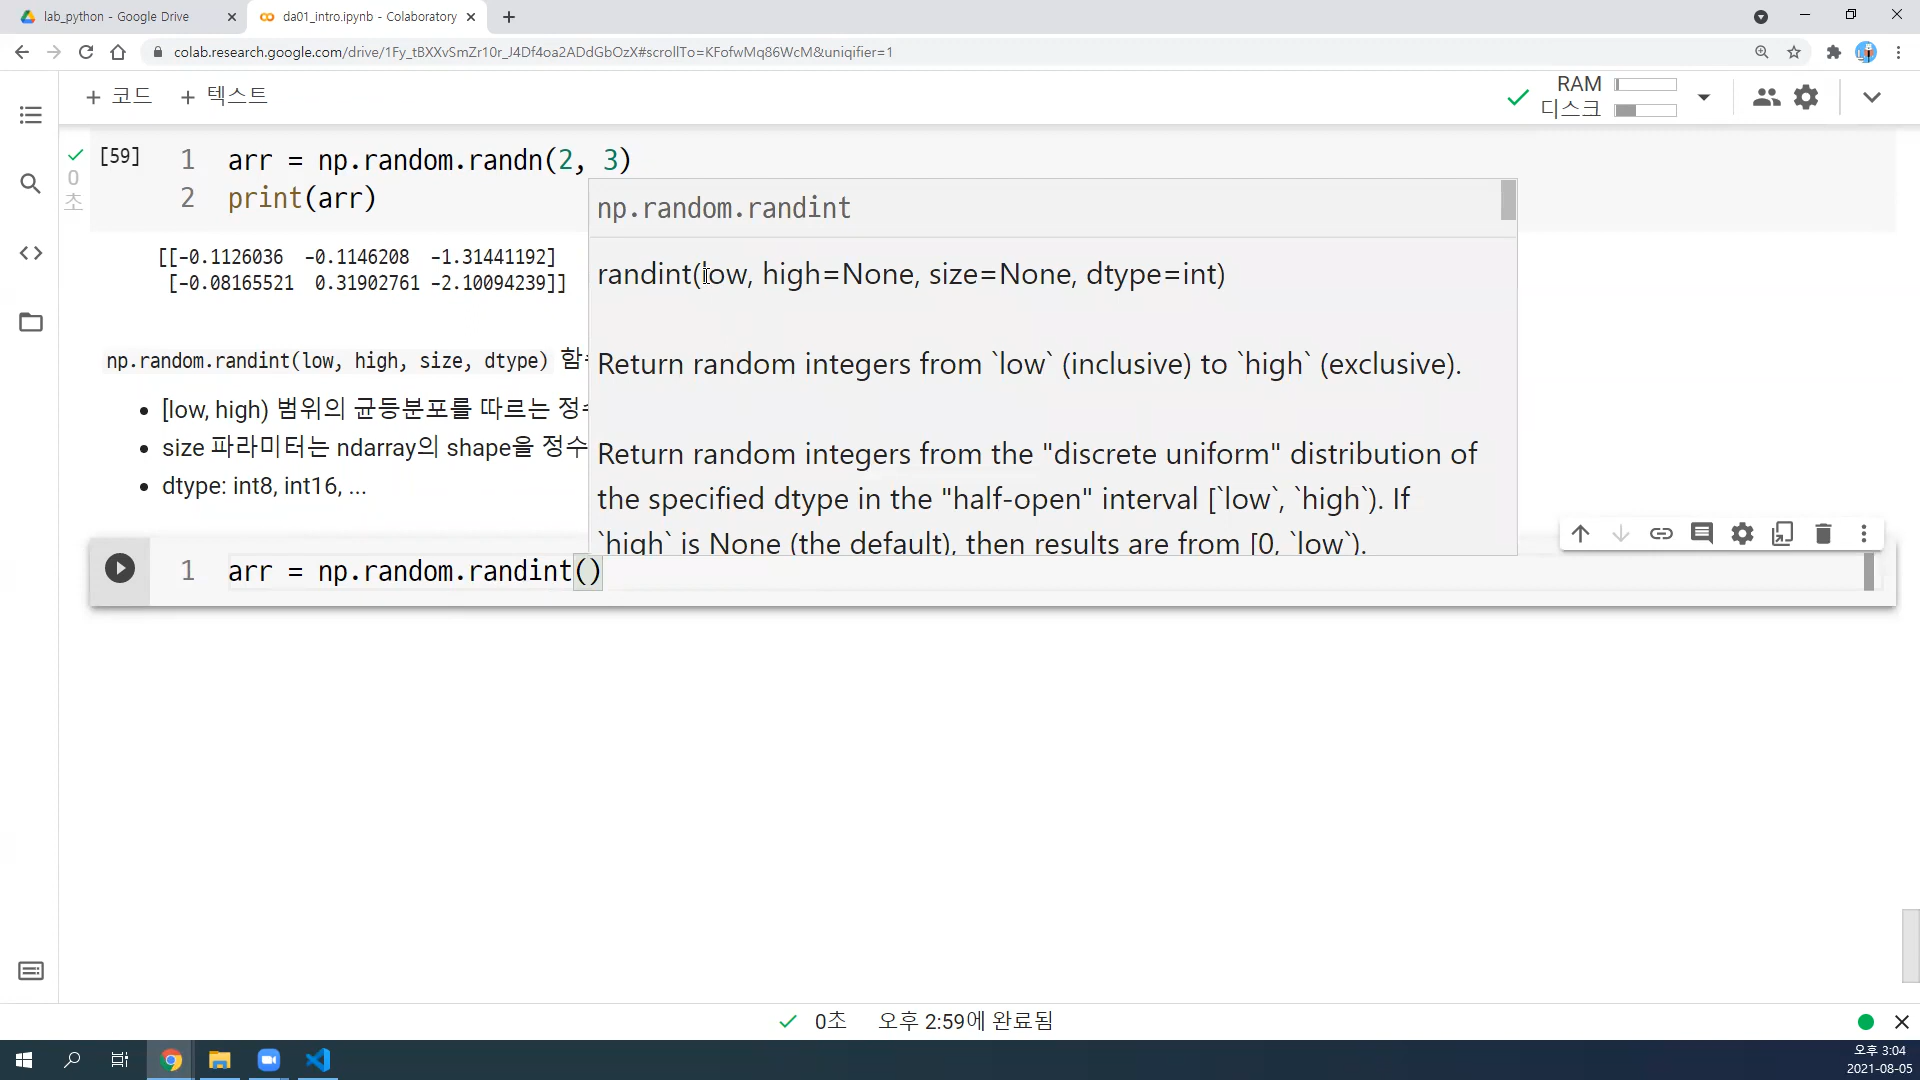 lab_python - Google Drive
da01_intro.ipynb - Colaboratory
colab.research.google.com/drive/1Fy_tBXXvSmZr10r_J4Df4oa2ADdGbOzX#scrollTo=KFofwMq86WcM&uniqifier=1
+ 코드 + 텍스트
RAM
디스크
[59]
0
초
1 arr = np.random.randn(2, 3)
2 print(arr)
[[-0.1126036 -0.1146208 -1.31441192]
[-0.08165521 0.31902761 -2.10094239]]
np.random.randint(low, high, size, dtype)
• [low, high) 범위의 균등분포를 따르는
• size 파라미터는 ndarray의 shape을 정수
• dtype: int8, int16, ...
np.random.randint
randint(low, high=None, size=None, dtype=int)
Return random integers from `low` (inclusive) to `high` (exclusive).
Return random integers from the "discrete uniform" distribution of
the specified dtype in the "half-open" interval [`low`, `high`). If
`high` is None (the default), then results are from [0, `low`).
1 arr = np.random.randint()
0초 오후 2:59에 완료됨
오후 3:04
2021-08-05